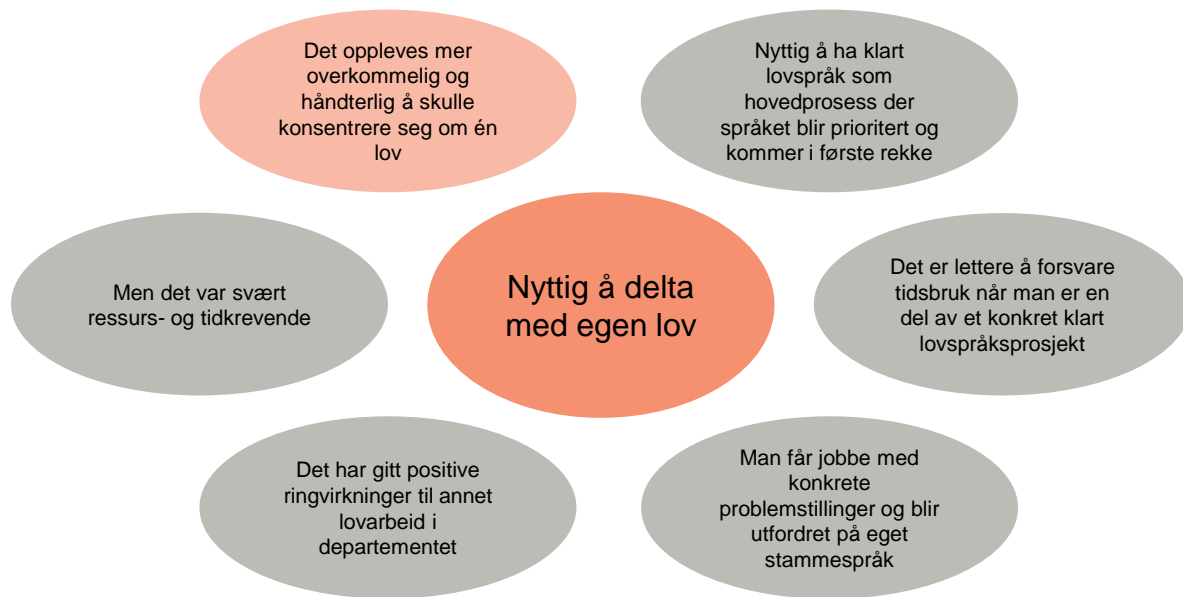 Det oppleves mer
overkommelig og
håndterlig å skulle
konsentrere seg om én
lov
Nyttig å ha klart
lovspråk som
hovedprosess der
språket blir prioritert og
kommer i første rekke
Men det var svært
ressurs- og tidkrevende
Nyttig å delta
med egen lov
Det er lettere å forsvare
tidsbruk når man er en
del av et konkret klart
lovspråksprosjekt
Det har gitt positive
ringvirkninger til annet
lovarbeid i
departementet
Man får jobbe med
konkrete
problemstillinger og blir
utfordret på eget
stammespråk